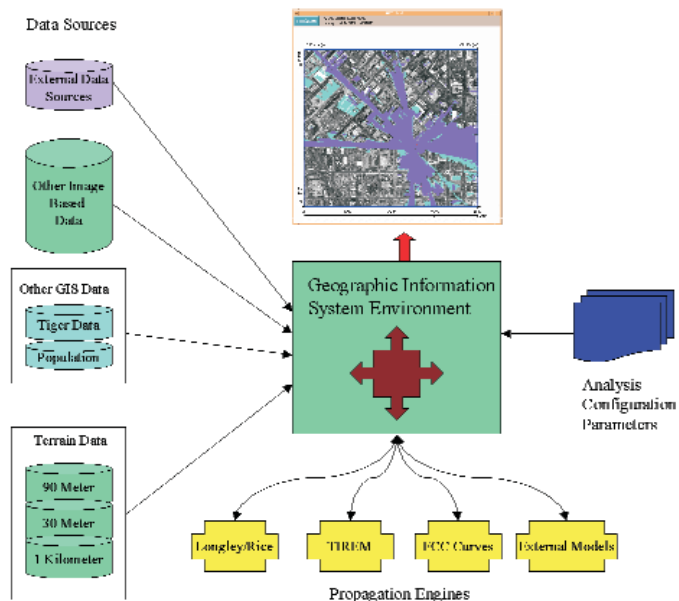 Data Sources
External Data
Sources
Other Image
Based
Data
Other GIS Data
Tiger Data
Population
Terrain Data
90 Meter
30 Meter
1 Kilometer
Geographic Information
System Environment
Analysis
Configuration
Parameters
Longley/Rice
TIREM
FCC Curves
External Models
Propagation Engines